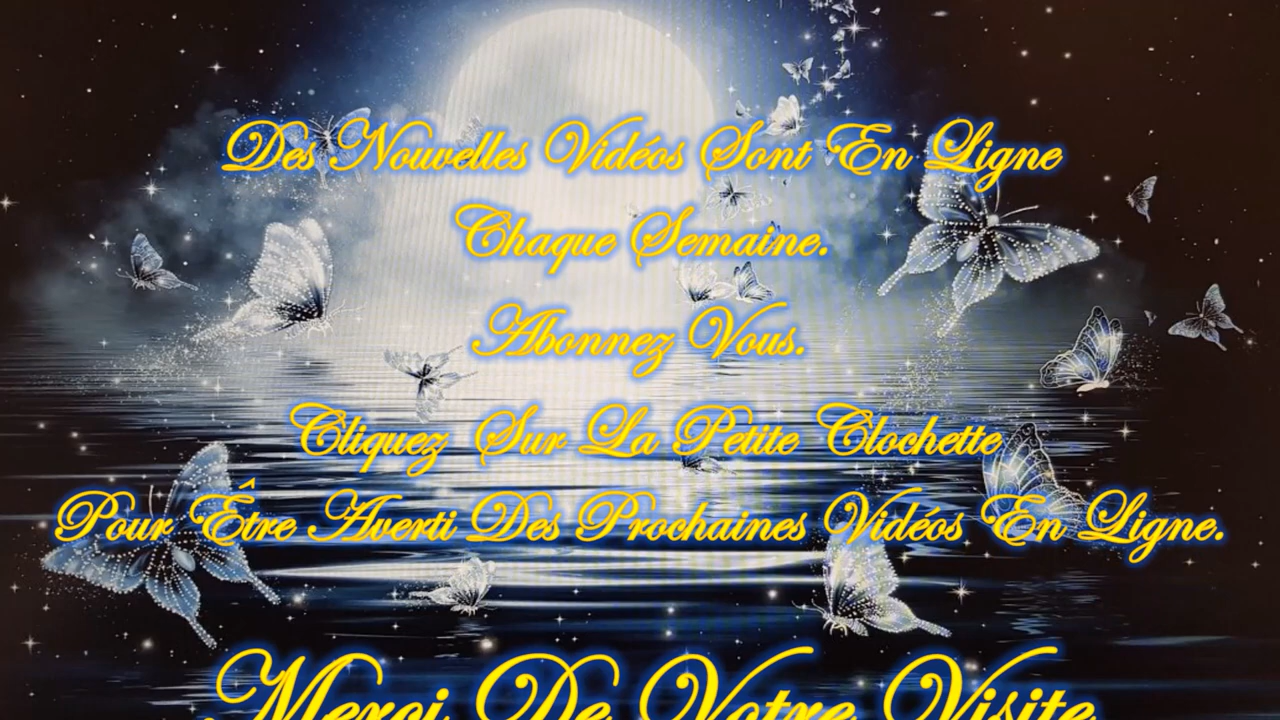 Des Nouvelles Vidéos Sont En Ligne
Chaque Semaine.
Abonnez Vous.
Cliquez Sur La Petite Clochette
Pour Être Averti Des Prochaines Vidéos En Ligne.
Merci De Votre Visite